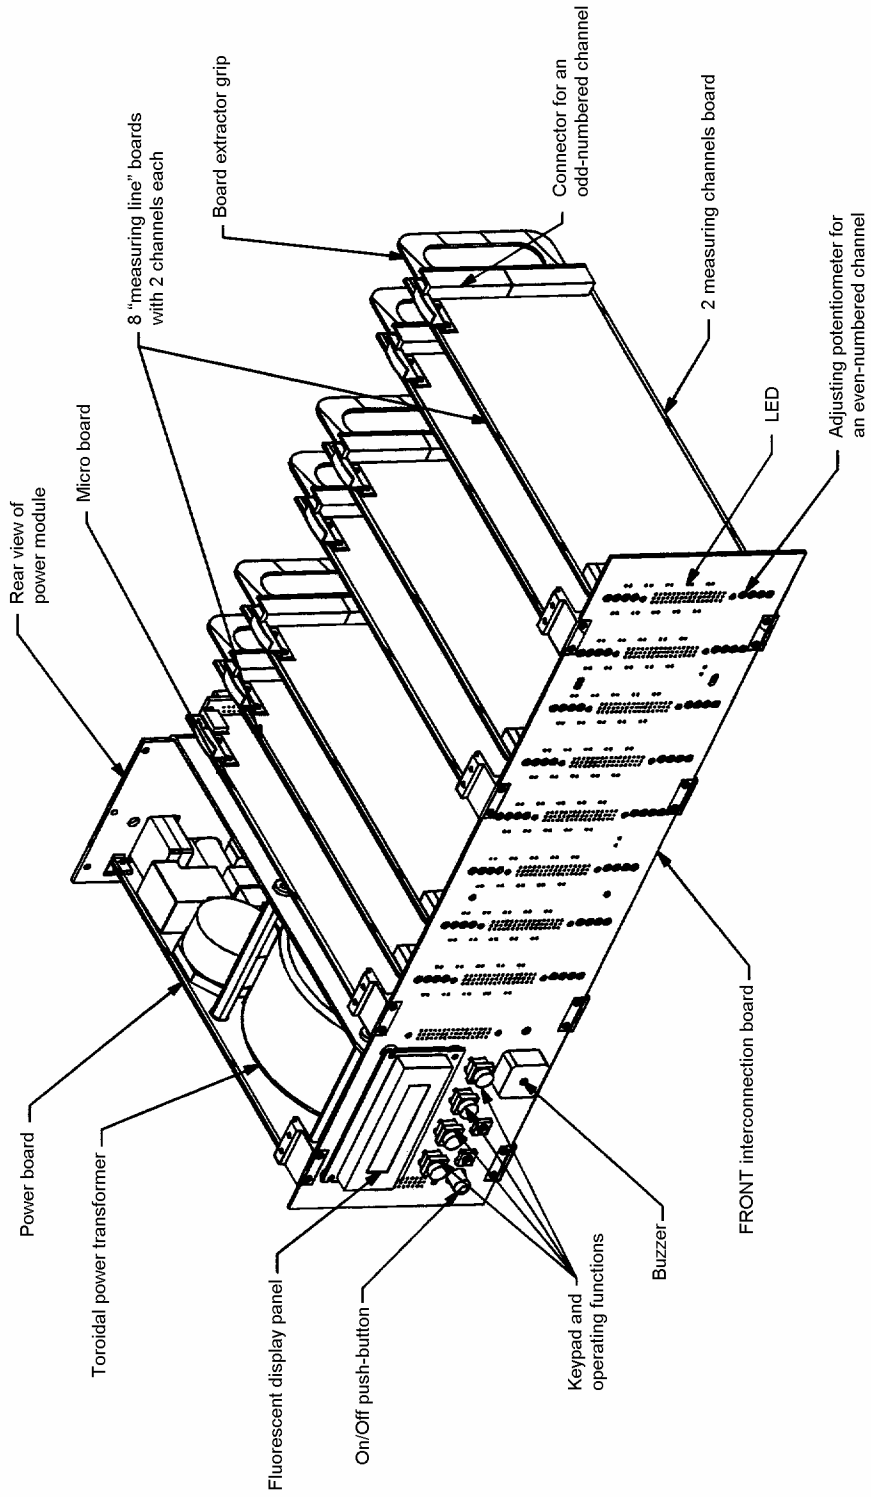 Rear view of
power module
Micro board
8 “measuring line” boards
with 2 channels each
Board extractor grip
Connector for an
odd-numbered channel
2 measuring channels board
LED
Adjusting potentiometer for
an even-numbered channel
Power board
Toroidal power transformer
Fluorescent display panel
On/Off push-button
Keypad and
operating functions
Buzzer
FRONT interconnection board